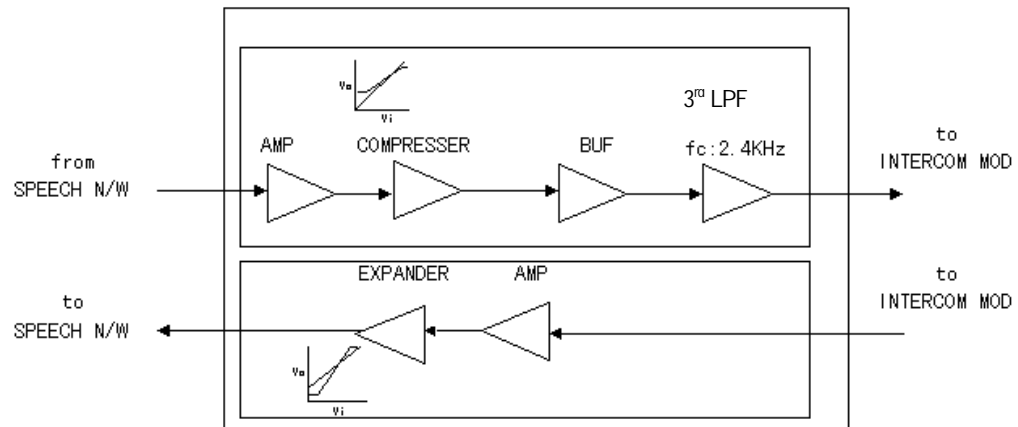 Vo
Vi
3ra LPF
AMP
COMPRESSER
BUF
fc:2.4KHz
from
SPEECH N/W
to
INTERCOM MOD
EXPANDER
AMP
to
SPEECH N/W
to
INTERCOM MOD
Vo
Vi